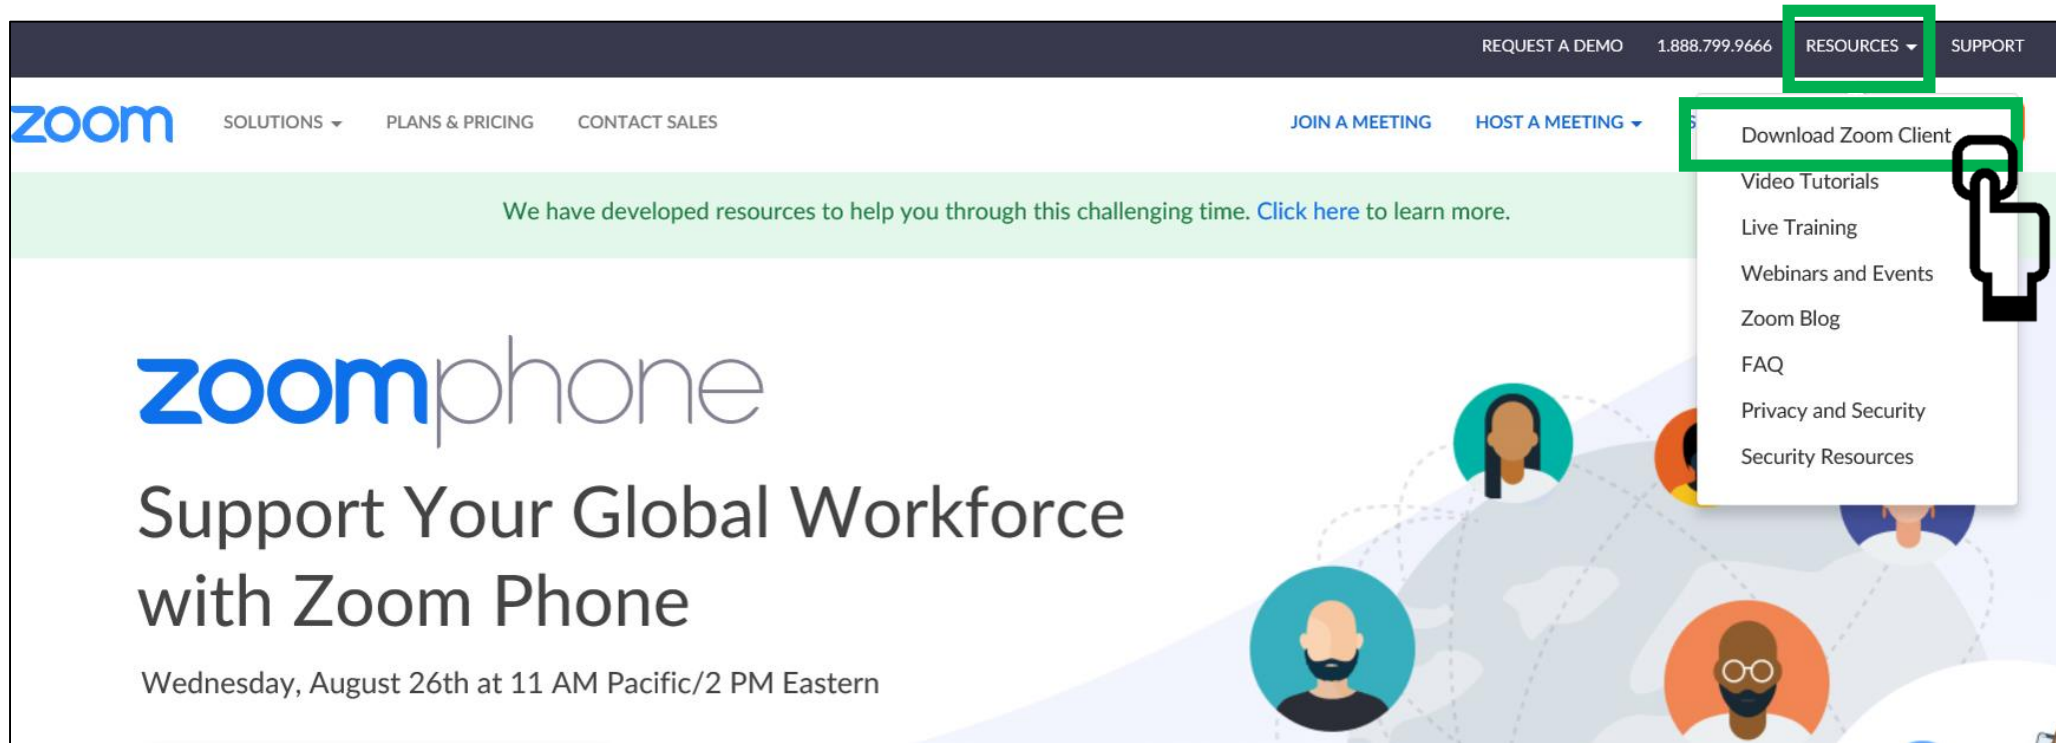 REQUEST A DEMO 1.888.799.9666 RESOURCES SUPPORT
zoom SOLUTIONS PLANS & PRICING CONTACT SALES JOIN A MEETING HOST A MEETING
Download Zoom Client
Video Tutorials
Live Training
Webinars and Events
Zoom Blog
FAQ
Privacy and Security
Security Resources
We have developed resources to help you through this challenging time. Click here to learn more.
zoomphone
Support Your Global Workforce
with Zoom Phone
Wednesday, August 26th at 11 AM Pacific/2 PM Eastern